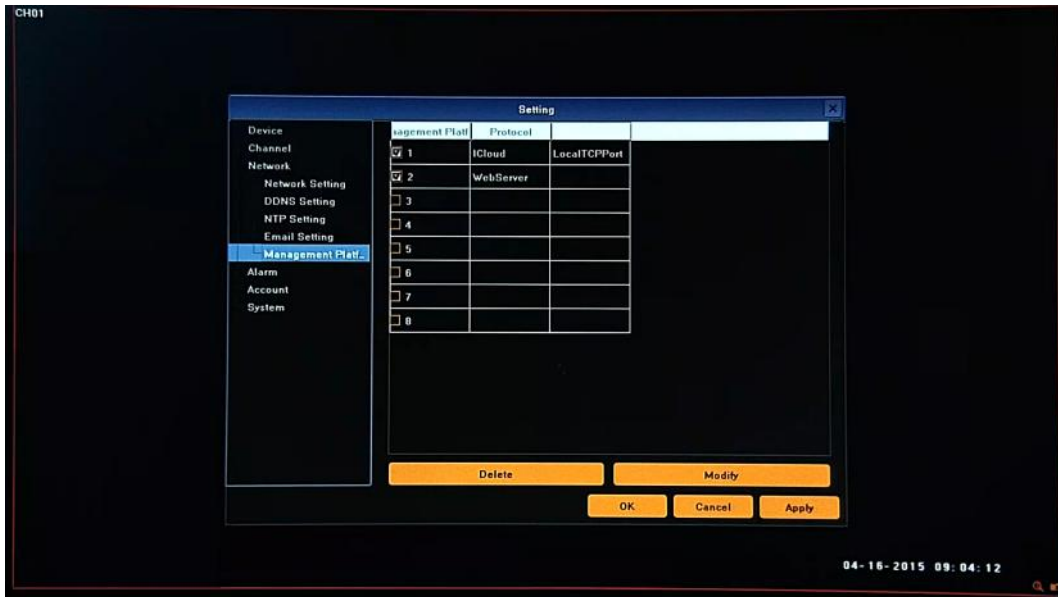 CH01
Setting
Device
Channel
Network
Network Setting
DDNS Setting
NTP Setting
Email Setting
Management Platf...
Alarm
Account
System
nagement Platf Protocol
1 ICloud LocalTCPPort
2 WebServer
3
4
5
6
7
8
Delete Modify
OK Cancel Apply
04-16-2015 09:04:12